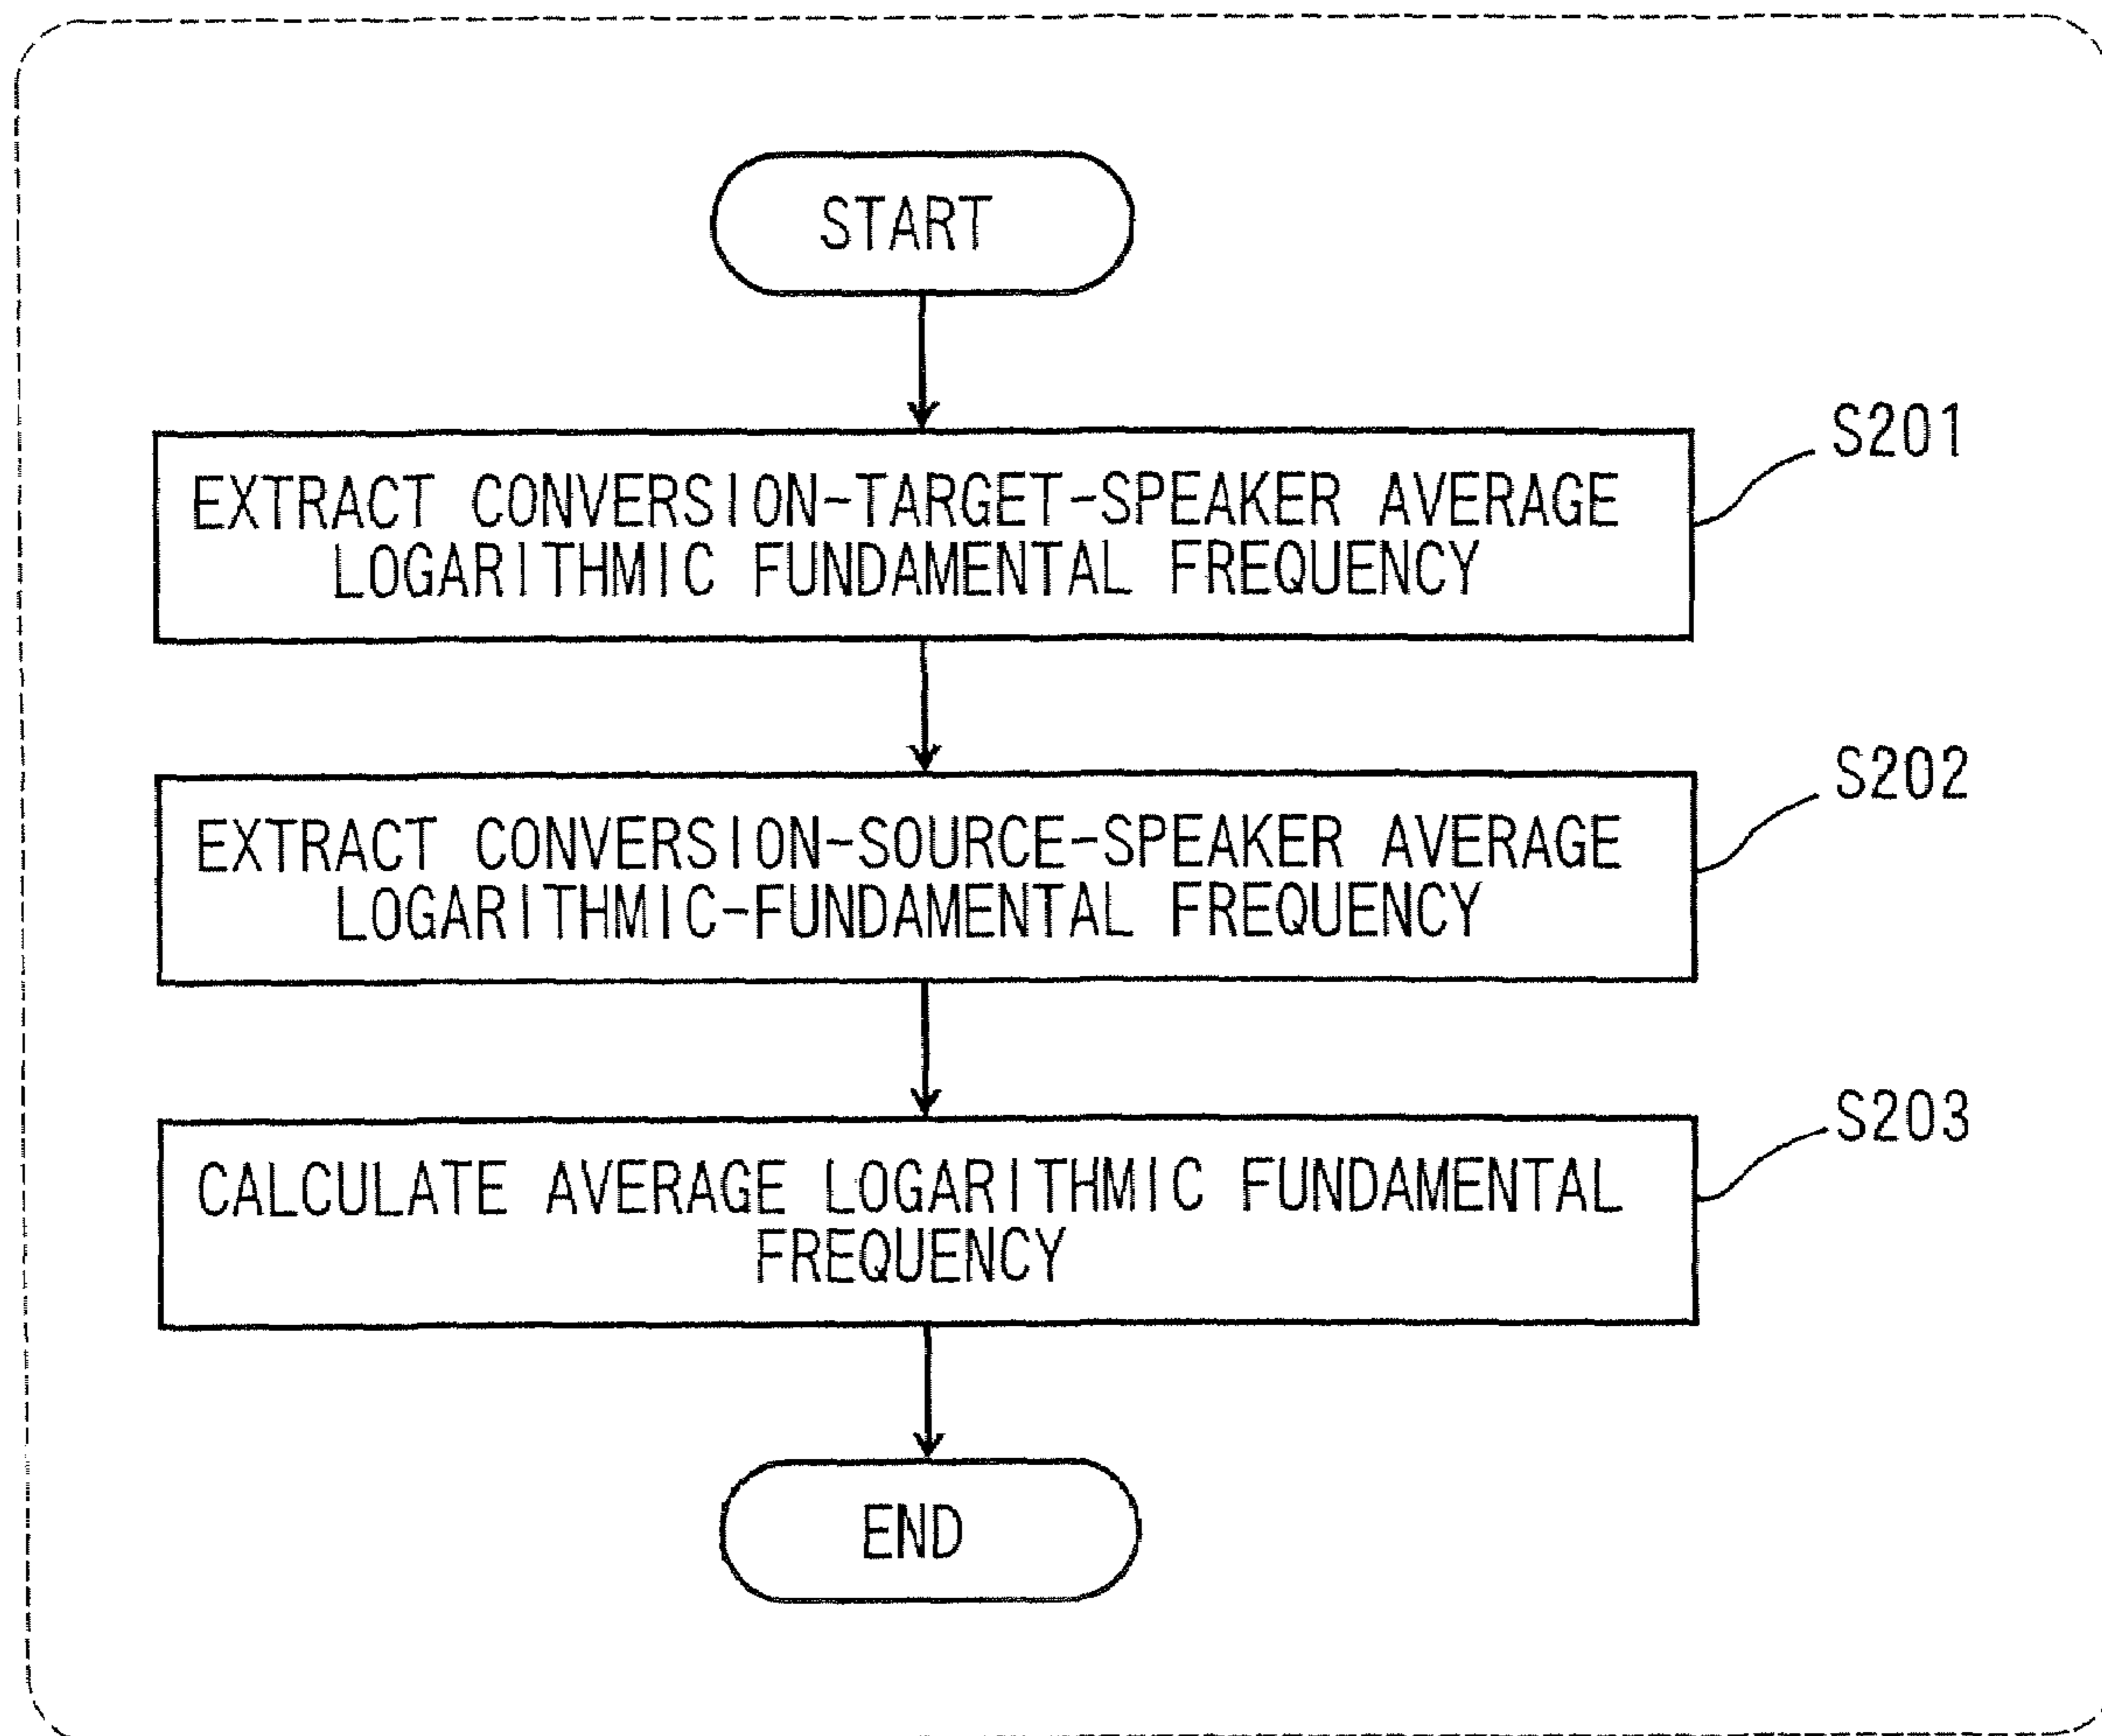 START
S201
EXTRACT CONVERSION-TARGET-SPEAKER AVERAGE
LOGARITHMIC FUNDAMENTAL FREQUENCY
S202
EXTRACT CONVERSION-SOURCE-SPEAKER AVERAGE
LOGARITHMIC-FUNDAMENTAL FREQUENCY
S203
CALCULATE AVERAGE LOGARITHMIC FUNDAMENTAL
FREQUENCY
END